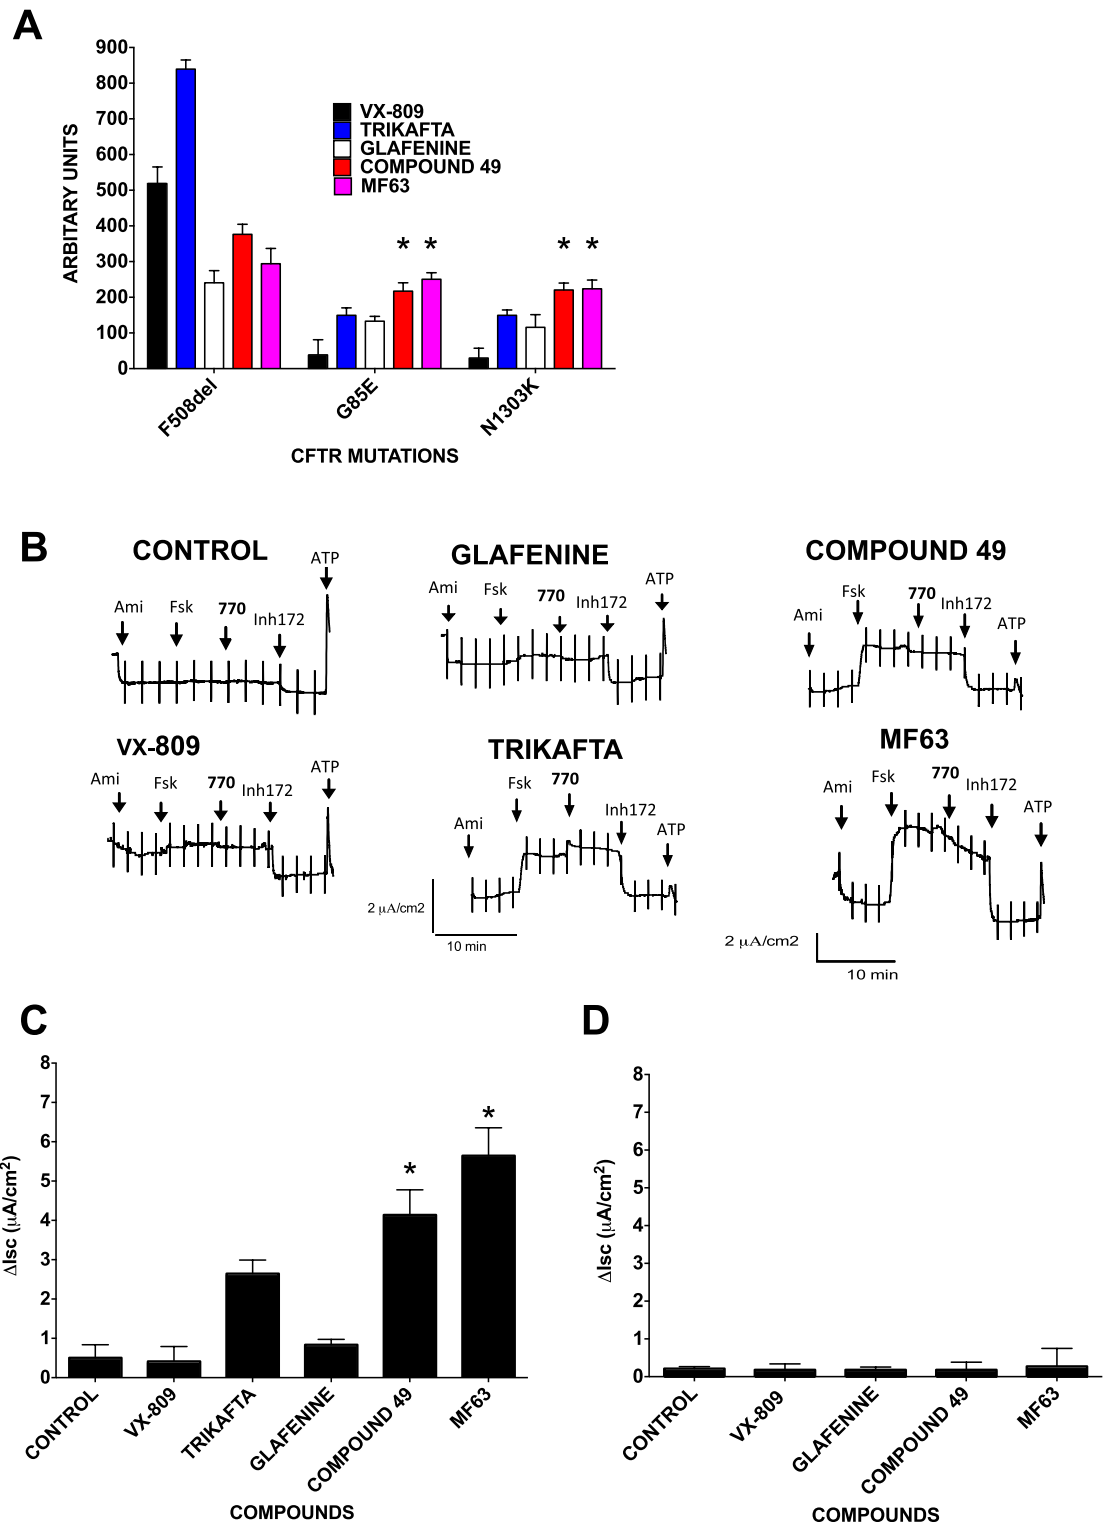 A
900
800
700
600
500
400
300
200
100
0
ARBITARY UNITS
VX-809
TRIKAFTA
GLAFENINE
COMPOUND 49
MF63
* *
* *
F508del
G85E
N1303K
CFTR MUTATIONS
B
CONTROL
Ami
Fsk
770
Inh172
ATP
GLAFENINE
Ami
Fsk
770
Inh172
ATP
COMPOUND 49
Ami
Fsk
770
Inh172
ATP
VX-809
Ami
Fsk
770
Inh172
ATP
TRIKAFTA
Ami
Fsk
770
Inh172
ATP
2 μA/cm2
10 min
MF63
Ami
Fsk
770
Inh172
ATP
2 μA/cm2
10 min
C
8
7
6
5
4
3
2
1
0
ΔIsc (μA/cm²)
*
*
CONTROL
VX-809
TRIKAFTA
GLAFENINE
COMPOUND 49
MF63
COMPOUNDS
D
8
7
6
5
4
3
2
1
0
ΔIsc (μA/cm²)
CONTROL
VX-809
GLAFENINE
COMPOUND 49
MF63
COMPOUNDS